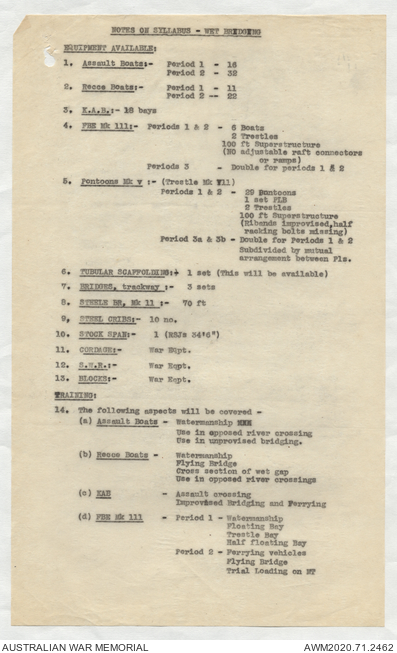 NOTES ON SYLLABUS - WET BRIDGING
EQUIPMENT AVAILABLE:
1. Assault Boats:- Period 1 - 16
Period 2 - 32
2. Recce Boats:- Period 1 - 11
Period 2 -- 22
3. K.A.B.:- 18 bays
4. FBE Mk 111:- Periods 1 & 2 - 6 Boats
2 Trestles
100 ft Superstructure
(No adjustable raft connectors
or ramps)
Periods 3 - Double for periods 1 & 2
5. Pontoons Mk v :- (Trestle Mk V11)
Periods 1 & 2 - 29 Pontoons
1 set PLB
2 Trestles
100 ft Superstructure
(Ribands improvised, half
racking bolts missing)
Period 3a & 3b - Double for Periods 1 & 2
Subdivided by mutual
arrangement between Pls.
6. TUBULAR SCAFFOLDING:- 1 set (This will be available)
7. BRIDGES, trackway :- 3 sets
8. STEELE BR, Mk 11 :- 70 ft
9. STEEL CRIBS:- 10 no.
10. STOCK SPAN:- 1 (RSJs 34'6")
11. CORDAGE:- War Eqpt.
12. S.W.R.:- War Eqpt.
13. BLOCKS:- War Eqpt.
TRAINING:
14. The following aspects will be covered -
(a) Assault Boats - Watermanship
Use in opposed river crossing
Use in unprovised bridging.
(b) Recce Boats - Watermanship
Flying Bridge
Cross section of wet gap
Use in opposed river crossings
(c) KAB - Assault crossing
Improvised Bridging and Ferrying
(d) FBE Mk 111 - Period 1 - Watermanship
Floating Bay
Trestle Bay
Half floating Bay
Period 2 - Ferrying vehicles
Flying Bridge
Trial Loading on MT
AUSTRALIAN WAR MEMORIAL
AWM2020.71.2462